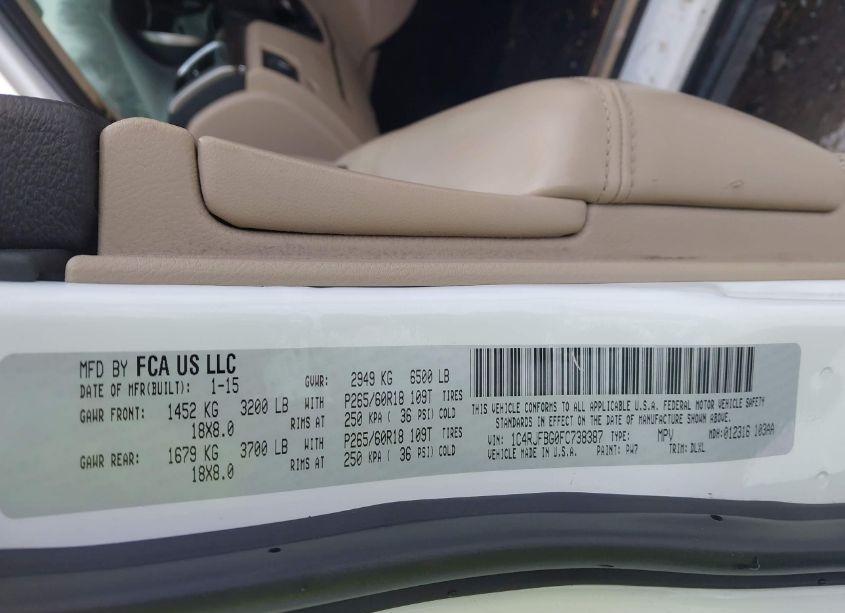 MFD BY FCA US LLC
DATE OF MFR(BUILT): 1-15 GVWR: 2949 KG 6500 LB
GAWR FRONT: 1452 KG 3200 LB WITH P265/60R18 109T TIRES
18X8.0 RIMS AT 250 KPA ( 36 PSI) COLD
GAWR REAR: 1679 KG 3700 LB WITH P265/60R18 109T TIRES
18X8.0 RIMS AT 250 KPA ( 36 PSI) COLD
THIS VEHICLE CONFORMS TO ALL APPLICABLE U.S.A. FEDERAL MOTOR VEHICLE SAFETY
STANDARDS IN EFFECT ON THE DATE OF MANUFACTURE SHOWN ABOVE.
VIN: 1C4RJFBG0FC738387 TYPE: MPV MDH:012316 103AA
VEHICLE MADE IN U.S.A. PAINT: PW7 TRIM: DLXL